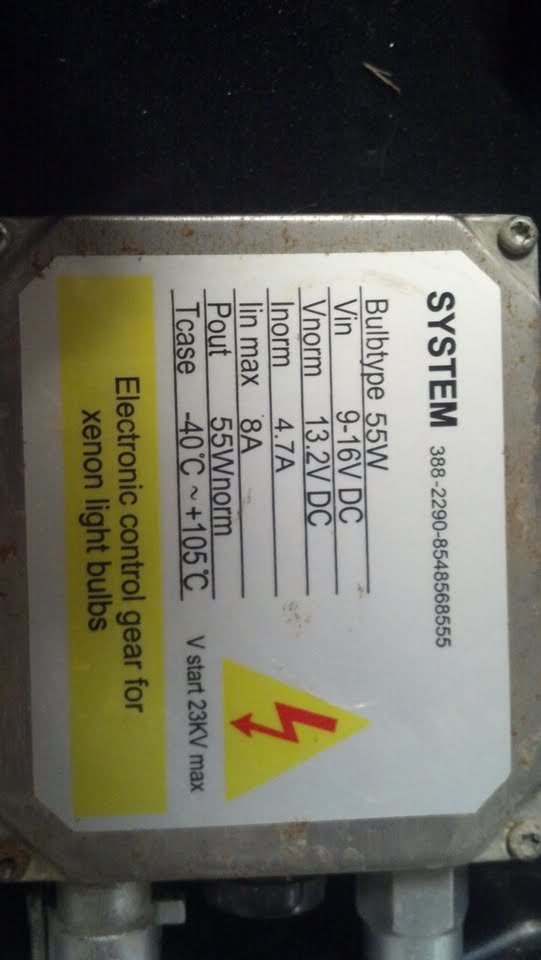 SYSTEM 388-2290-8548568555
Bulbtype 55W
Vin 9-16V DC
Vnorm 13.2V DC
Inorm 4.7A
Iin max 8A
Pout 55Wnorm
Tcase -40℃ ~ +105℃
V start 23KV max
Electronic control gear for
xenon light bulbs